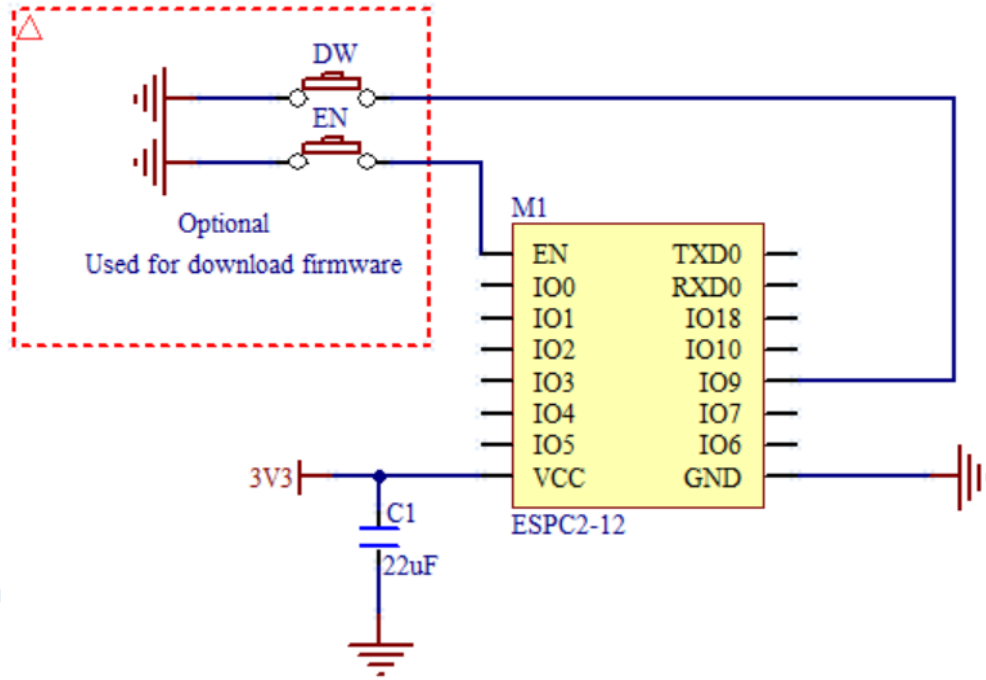 DW
EN
Optional
Used for download firmware
M1
EN
TXD0
IO0
RXD0
IO1
IO18
IO2
IO10
IO3
IO9
IO4
IO7
IO5
IO6
VCC
GND
ESPC2-12
3V3
C1
22uF